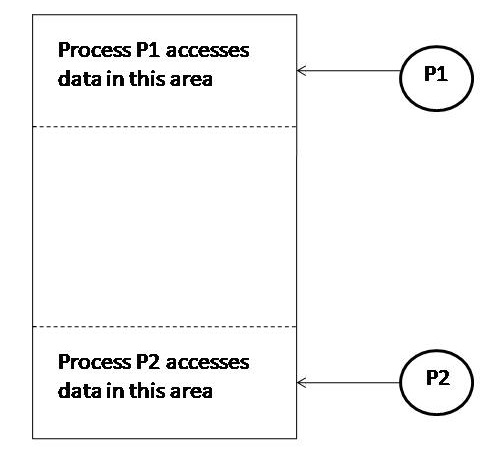 Process P1 accesses
data in this area
P1
Process P2 accesses
data in this area
P2